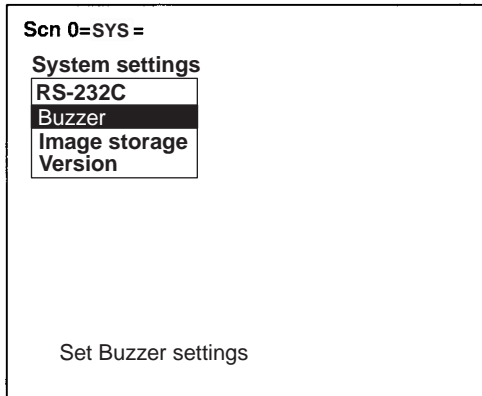 Scn 0=SYS=
System settings
RS-232C
Buzzer
Image storage
Version
Set Buzzer settings